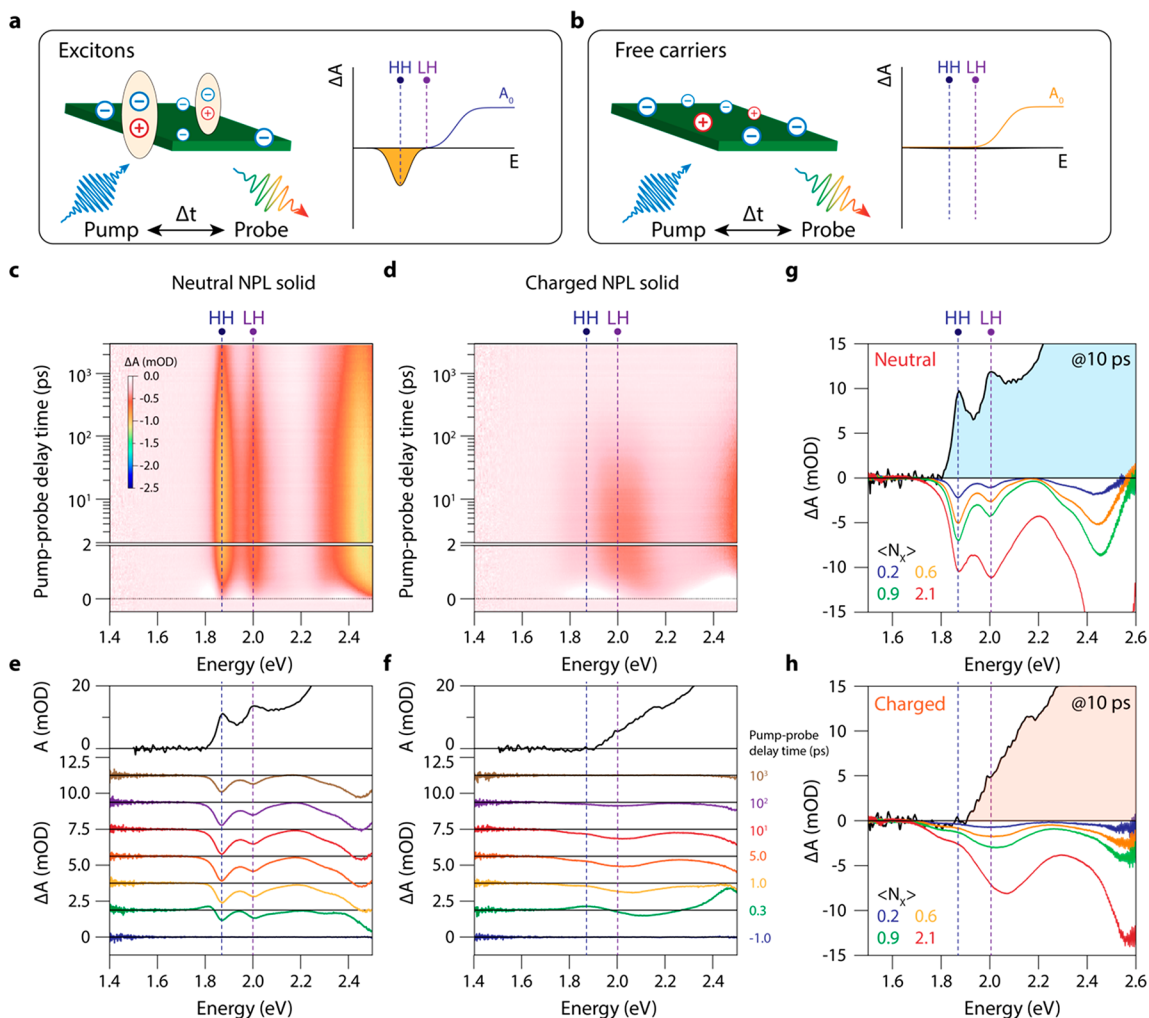 a
Excitons
HH LH
ΔA
A0
E
Δt
Pump Probe
b
Free carriers
HH LH
ΔA
A0
E
Δt
Pump Probe
c
Neutral NPL solid
HH LH
ΔA (mOD)
0.0
-0.5
-1.0
-1.5
-2.0
-2.5
Pump-probe delay time (ps)
10³
10²
10¹
2
2
0
1.4 1.6 1.8 2.0 2.2 2.4
Energy (eV)
d
Charged NPL solid
HH LH
Pump-probe delay time (ps)
10³
10²
10¹
2
2
0
1.4 1.6 1.8 2.0 2.2 2.4
Energy (eV)
g
HH LH
Neutral
@10 ps
ΔA (mOD)
15
10
5
0
-5
-10
-15
<Nx>
0.2 0.6
0.9 2.1
1.6 1.8 2.0 2.2 2.4 2.6
Energy (eV)
e
A (mOD)
20
0
ΔA (mOD)
12.5
10.0
7.5
5.0
2.5
0
1.4 1.6 1.8 2.0 2.2 2.4
Energy (eV)
f
A (mOD)
20
0
ΔA (mOD)
12.5
10.0
7.5
5.0
2.5
0
Pump-probe
delay time (ps)
10³
10²
10¹
5.0
1.0
0.3
-1.0
1.4 1.6 1.8 2.0 2.2 2.4
Energy (eV)
h
Charged
@10 ps
ΔA (mOD)
15
10
5
0
-5
-10
-15
<Nx>
0.2 0.6
0.9 2.1
1.6 1.8 2.0 2.2 2.4 2.6
Energy (eV)